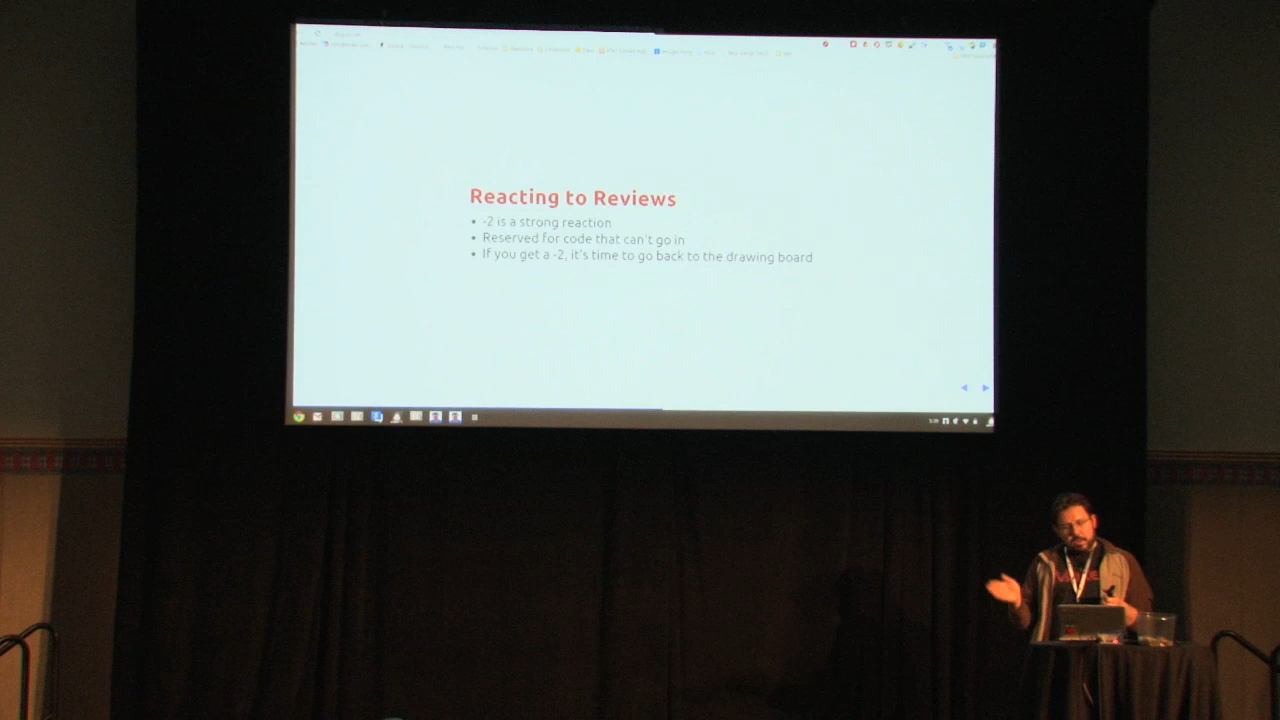 Reacting to Reviews
• -2 is a strong reaction
• Reserved for code that can't go in
• If you get a -2, it's time to go back to the drawing board